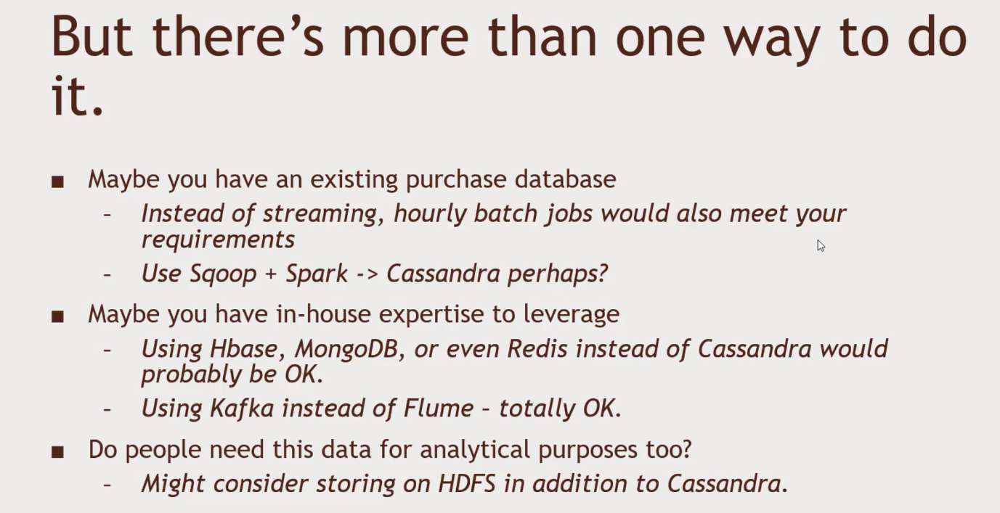 But there’s more than one way to do
it.
■ Maybe you have an existing purchase database
- Instead of streaming, hourly batch jobs would also meet your
requirements
- Use Sqoop + Spark -> Cassandra perhaps?
■ Maybe you have in-house expertise to leverage
- Using Hbase, MongoDB, or even Redis instead of Cassandra would
probably be OK.
- Using Kafka instead of Flume – totally OK.
■ Do people need this data for analytical purposes too?
- Might consider storing on HDFS in addition to Cassandra.